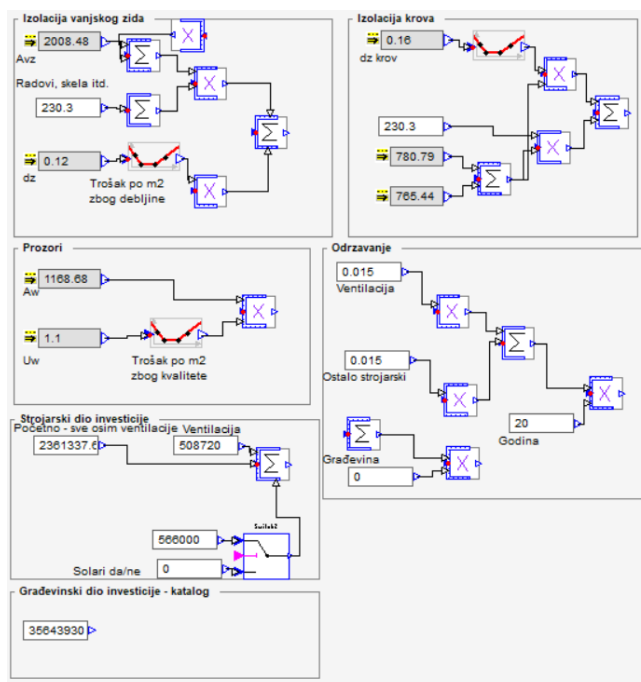 Izolacija vanjskog zida
2008.48
Avz
Radovi, skela itd.
230.3
0.12
dz
Trošak po m2
zbog debljine
Izolacija krova
0.16
dz krov
230.3
780.79
765.44
Prozori
Aw
1168.68
1.1
Uw
Trošak po m2
zbog kvalitete
Odrzavanje
0.015
Ventilacija
0.015
Ostalo strojarski
20
Godina
Građevina
0
Strojarski dio investicije
Početno - sve osim ventilacije
Ventilacija
2361337.6
508720
566000
Solari da/ne
0
Građevinski dio investicije - katalog
35643930